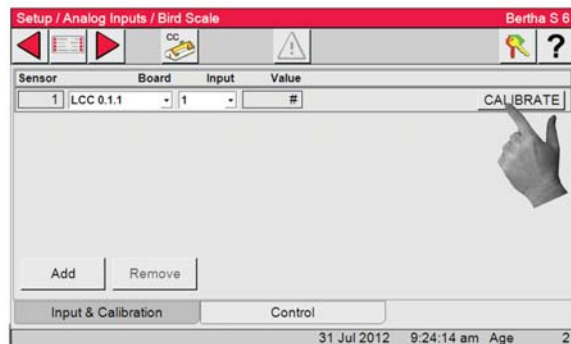 Setup / Analog Inputs / Bird Scale Bertha S 6
CC ?
Sensor Board Input Value
1 LCC 0.1.1 1 # CALIBRATE
Add Remove
Input & Calibration Control
31 Jul 2012 9:24:14 am Age 2